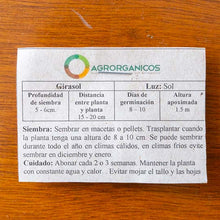 AGRORGANICOS
Girasol
Luz: Sol
Profundidad de siembra
5 - 6cm.
Distancia entre planta y planta
15 - 20 cm
Días de germinación
8 - 10
Altura aproximada
1.5 m
Siembra: Sembrar en macetas o pellets. Trasplantar cuando
la planta tenga una altura de 8 a 10 cm. Se puede sembrar
durante todo el año en climas cálidos, en climas fríos evite
sembrar en diciembre y enero.
Cuidado: Abonar cada 2 o 3 semanas. Mantener la planta
con constante agua y calor. . Evitar mojar el tallo y las hojas